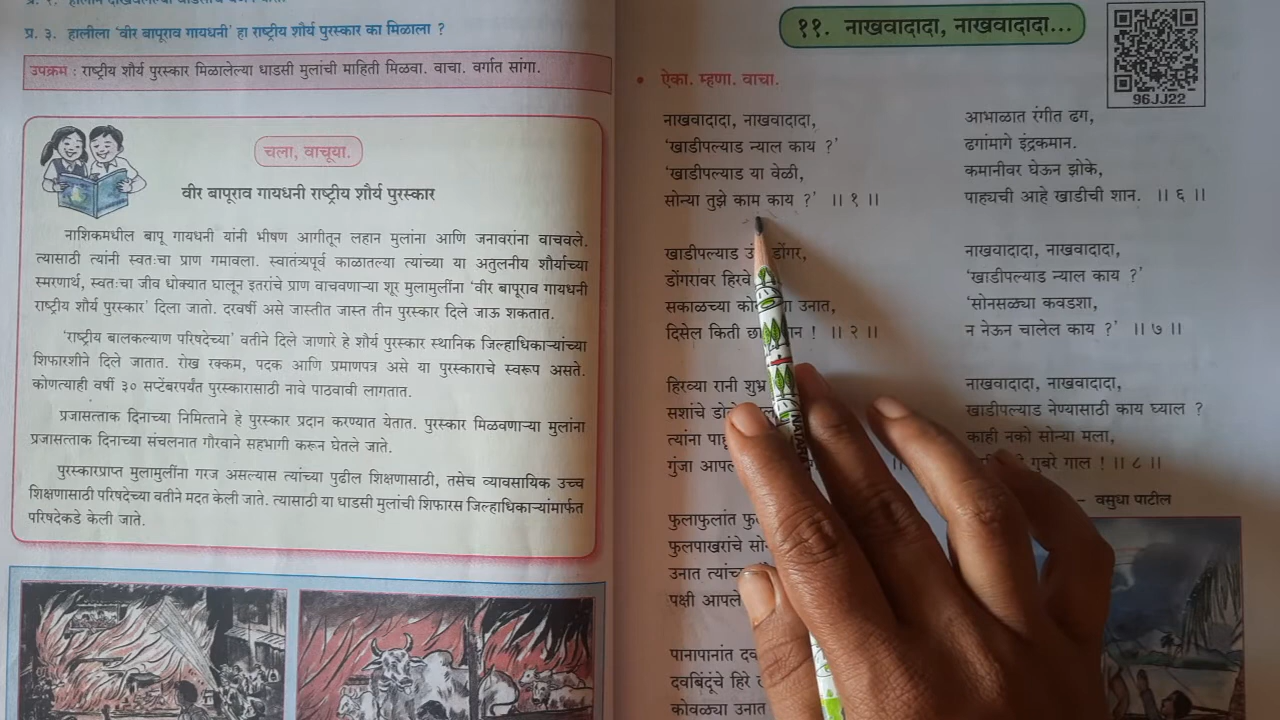 प्र. ३. हालीला 'वीर बापूराव गायधनी' हा राष्ट्रीय शौर्य पुरस्कार का मिळाला ?
उपक्रम : राष्ट्रीय शौर्य पुरस्कार मिळालेल्या धाडसी मुलांची माहिती मिळवा. वाचा. वर्गात सांगा.
चला, वाचूया.
वीर बापूराव गायधनी राष्ट्रीय शौर्य पुरस्कार
नाशिकमधील बापू गायधनी यांनी भीषण आगीतून लहान मुलांना आणि जनावरांना वाचवले.
त्यासाठी त्यांनी स्वतःचा प्राण गमावला. स्वातंत्र्यपूर्व काळातल्या त्यांच्या या अतुलनीय शौर्याच्या
स्मरणार्थ, स्वतःचा जीव धोक्यात घालून इतरांचे प्राण वाचवणाऱ्या शूर मुलामुलींना 'वीर बापूराव गायधनी
राष्ट्रीय शौर्य पुरस्कार' दिला जातो. दरवर्षी असे जास्तीत जास्त तीन पुरस्कार दिले जाऊ शकतात.
'राष्ट्रीय बालकल्याण परिषदेच्या' वतीने दिले जाणारे हे शौर्य पुरस्कार स्थानिक जिल्हाधिकाऱ्यांच्या
शिफारशीने दिले जातात. रोख रक्कम, पदक आणि प्रमाणपत्र असे या पुरस्काराचे स्वरूप असते.
कोणत्याही वर्षी ३० सप्टेंबरपर्यंत पुरस्कारासाठी नावे पाठवावी लागतात.
प्रजासत्ताक दिनाच्या निमित्ताने हे पुरस्कार प्रदान करण्यात येतात. पुरस्कार मिळवणाऱ्या मुलांना
प्रजासत्ताक दिनाच्या संचलनात गौरवाने सहभागी करून घेतले जाते.
पुरस्कारप्राप्त मुलामुलींना गरज असल्यास त्यांच्या पुढील शिक्षणासाठी, तसेच व्यावसायिक उच्च
शिक्षणासाठी परिषदेच्या वतीने मदत केली जाते. त्यासाठी या धाडसी मुलांची शिफारस जिल्हाधिकाऱ्यांमार्फत
परिषदेकडे केली जाते.
११. नाखवादादा, नाखवादादा...
96JJ22
• ऐका. म्हणा. वाचा.
नाखवादादा, नाखवादादा,
'खाडीपल्याड न्याल काय ?'
'खाडीपल्याड या वेळी,
सोन्या तुझे काम काय ?' ॥ १ ॥
खाडीपल्याड डोंगर,
डोंगरावर हिरवे
सकाळच्या उनात,
दिसेल किती ! ॥ २ ॥
हिरव्या रानी शुभ्र
सशांचे डोळे
त्यांना
गुंजा
फुलाफुलांत
फुलपाखरांचे
उनात
पक्षी आपले
पानापानांत
दवबिंदूंचे हिरे
कोवळ्या उनात
आभाळात रंगीत ढग,
ढगांमागे इंद्रकमान.
कमानीवर घेऊन झोके,
पाह्यची आहे खाडीची शान. ॥ ६ ॥
नाखवादादा, नाखवादादा,
'खाडीपल्याड न्याल काय ?'
'सोनसळ्या कवडशा,
न नेऊन चालेल काय ?' ॥ ७ ॥
नाखवादादा, नाखवादादा,
खाडीपल्याड नेण्यासाठी काय घ्याल ?
काही नको सोन्या मला,
गुबरे गाल ! ॥ ८ ॥
- वसुधा पाटील